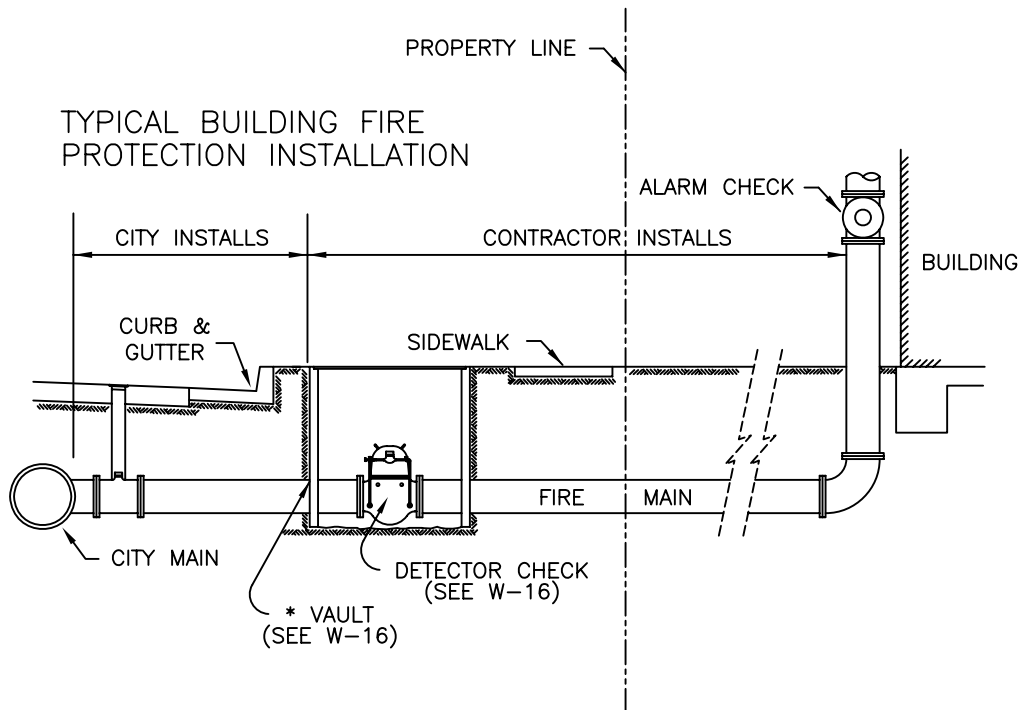 PROPERTY LINE
TYPICAL BUILDING FIRE
PROTECTION INSTALLATION
ALARM CHECK
CITY INSTALLS
CONTRACTOR INSTALLS
BUILDING
CURB &
GUTTER
SIDEWALK
FIRE MAIN
CITY MAIN
DETECTOR CHECK
(SEE W-16)
* VAULT
(SEE W-16)